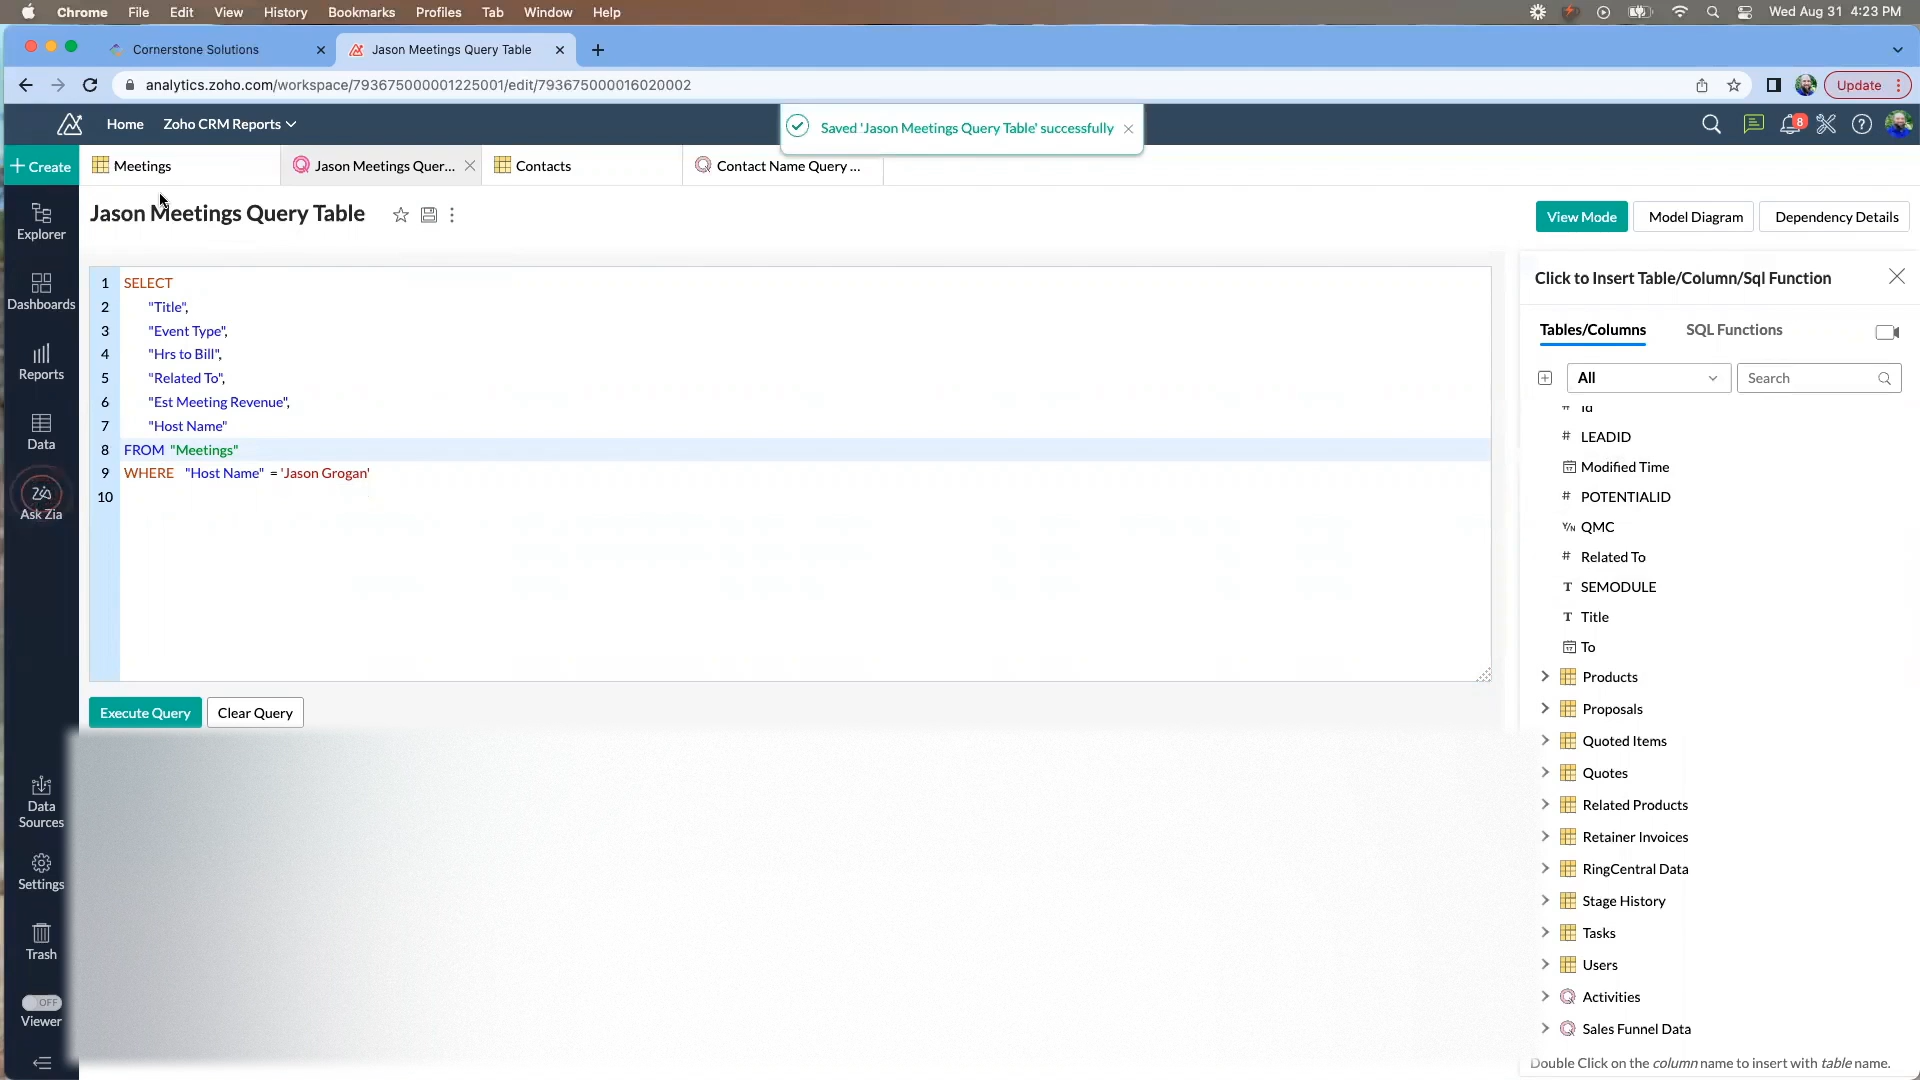 Chrome File Edit View History Bookmarks Profiles Tab Window Help Wed Aug 31 4:23 PM
Cornerstone Solutions Jason Meetings Query Table
analytics.zoho.com/workspace/793675000001225001/edit/793675000016020002 Update
Home Zoho CRM Reports Saved 'Jason Meetings Query Table' successfully 8
+ Create Meetings Jason Meetings Quer... Contacts Contact Name Query ...
Jason Meetings Query Table View Mode Model Diagram Dependency Details
Explorer
Dashboards
Reports
Data
Ask Zia
Data
Sources
Settings
Trash
OFF
Viewer
1 SELECT
2 "Title",
3 "Event Type",
4 "Hrs to Bill",
5 "Related To",
6 "Est Meeting Revenue",
7 "Host Name"
8 FROM "Meetings"
9 WHERE "Host Name" = 'Jason Grogan'
10
Execute Query Clear Query
Click to Insert Table/Column/Sql Function
Tables/Columns SQL Functions
All Search
Id
LEADID
Modified Time
POTENTIALID
Y/N QMC
Related To
T SEMODULE
T Title
To
Products
Proposals
Quoted Items
Quotes
Related Products
Retainer Invoices
RingCentral Data
Stage History
Tasks
Users
Activities
Sales Funnel Data
Double Click on the column name to insert with table name.